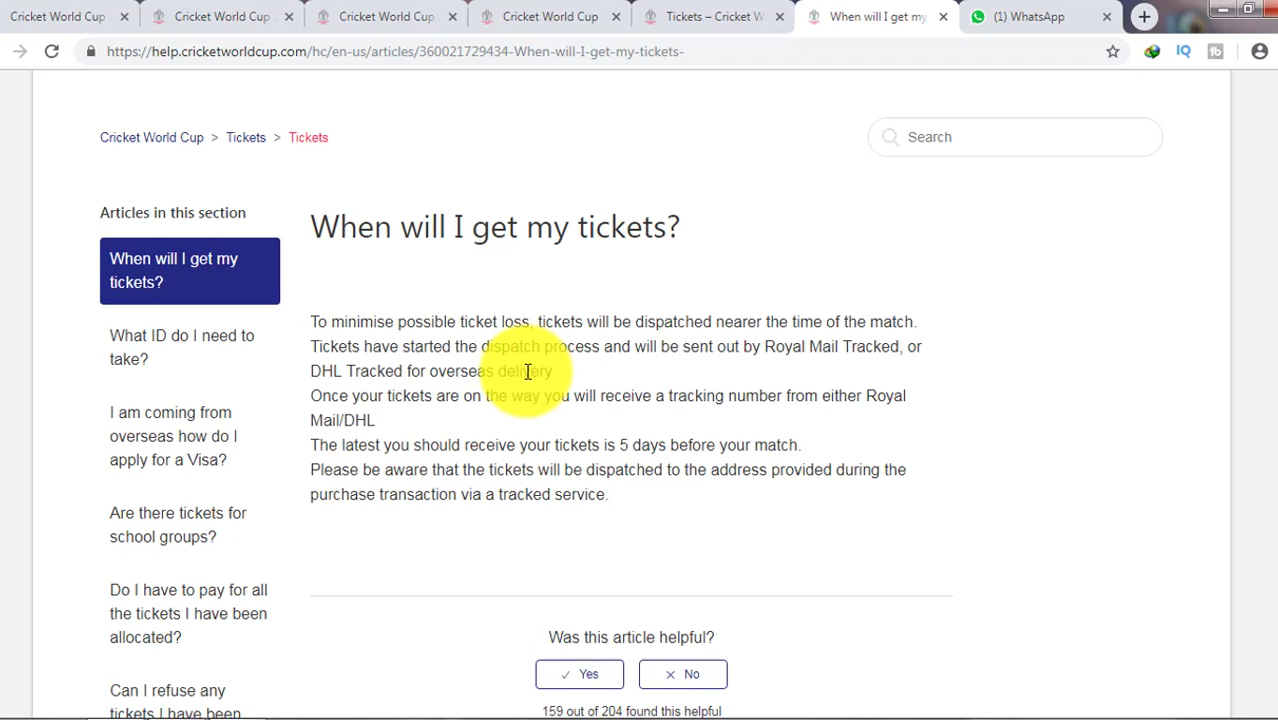 Cricket World Cup
Cricket World Cup
Cricket World Cup
Cricket World Cup
Tickets – Cricket W
When will I get my
(1) WhatsApp
https://help.cricketworldcup.com/hc/en-us/articles/360021729434-When-will-I-get-my-tickets-
IQ
Cricket World Cup > Tickets > Tickets
Search
Articles in this section
When will I get my
tickets?
What ID do I need to
take?
I am coming from
overseas how do I
apply for a Visa?
Are there tickets for
school groups?
Do I have to pay for all
the tickets I have been
allocated?
Can I refuse any
tickets I have been
When will I get my tickets?
To minimise possible ticket loss, tickets will be dispatched nearer the time of the match.
Tickets have started the dispatch process and will be sent out by Royal Mail Tracked, or
DHL Tracked for overseas delivery.
Once your tickets are on the way you will receive a tracking number from either Royal
Mail/DHL
The latest you should receive your tickets is 5 days before your match.
Please be aware that the tickets will be dispatched to the address provided during the
purchase transaction via a tracked service.
Was this article helpful?
✓ Yes
× No
159 out of 204 found this helpful